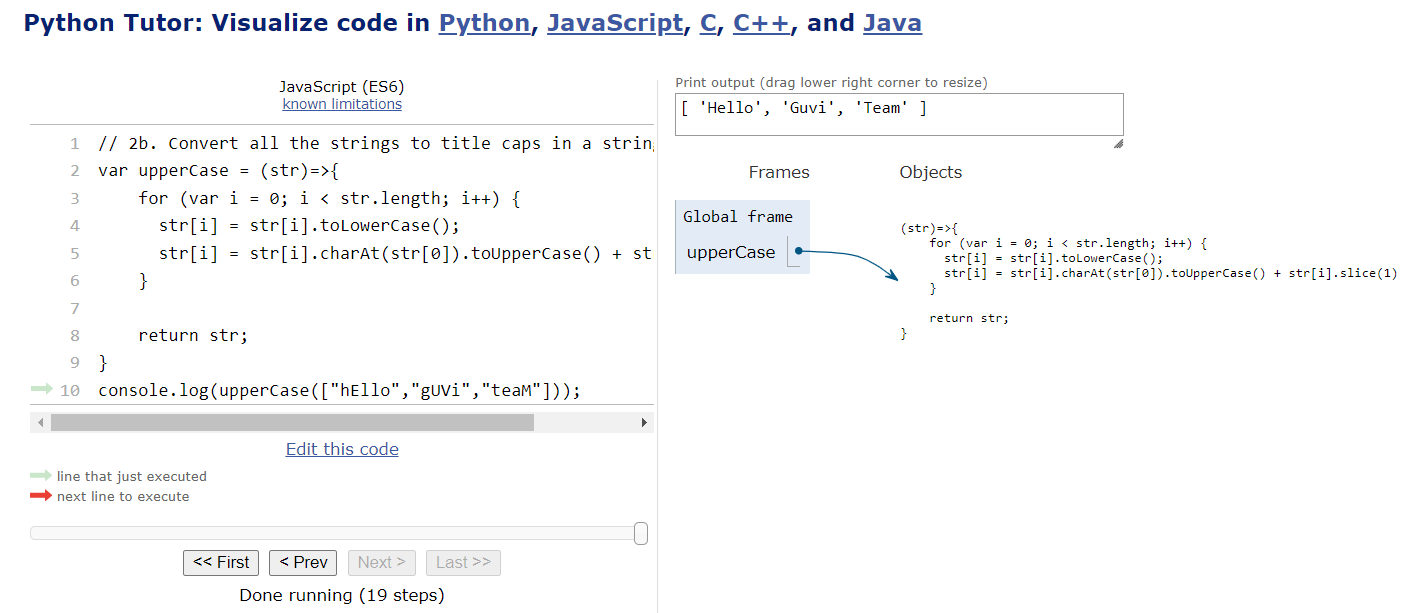 Python Tutor: Visualize code in Python, JavaScript, C, C++, and Java
JavaScript (ES6)
known limitations
1 // 2b. Convert all the strings to title caps in a strin
2 var upperCase = (str)=>{
3 for (var i = 0; i < str.length; i++) {
4 str[i] = str[i].toLowerCase();
5 str[i] = str[i].charAt(str[0]).toUpperCase() + st
6 }
7
8 return str;
9 }
10 console.log(upperCase(["hEllo","gUVi","teaM"]));
Edit this code
line that just executed
next line to execute
<< First < Prev Next > Last >>
Done running (19 steps)
Print output (drag lower right corner to resize)
[ 'Hello', 'Guvi', 'Team' ]
Frames Objects
Global frame
upperCase
(str)=>{
for (var i = 0; i < str.length; i++) {
str[i] = str[i].toLowerCase();
str[i] = str[i].charAt(str[0]).toUpperCase() + str[i].slice(1)
}
return str;
}